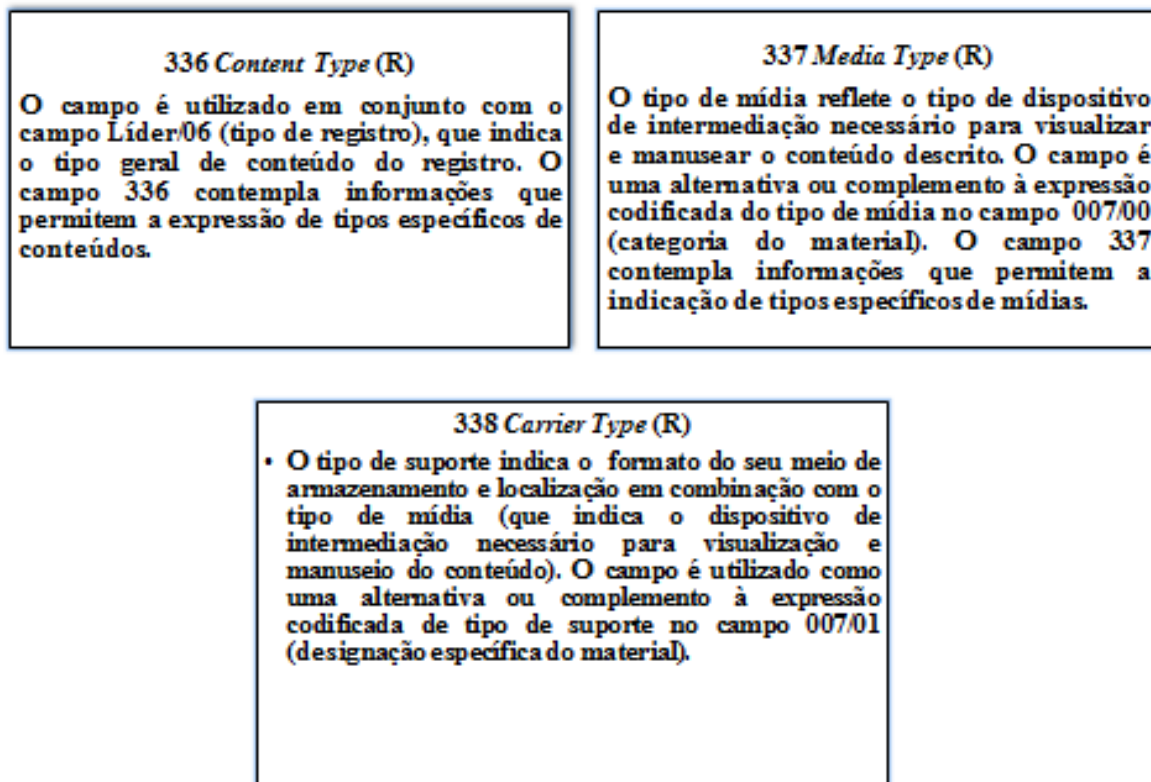 336 Content Type (R)
O campo é utilizado em conjunto com o
campo Líder/06 (tipo de registro), que indica
o tipo geral de conteúdo do registro. O
campo 336 contempla informações que
permitem a expressão de tipos específicos de
conteúdos.
337 Media Type (R)
O tipo de mídia reflete o tipo de dispositivo
de intermediação necessário para visualizar
e manusear o conteúdo descrito. O campo é
uma alternativa ou complemento à expressão
codificada do tipo de mídia no campo 007/00
(categoria do material). O campo 337
contempla informações que permitem a
indicação de tipos específicos de mídias.
338 Carrier Type (R)
• O tipo de suporte indica o formato do seu meio de
armazenamento e localização em combinação com o
tipo de mídia (que indica o dispositivo de
intermediação necessário para visualização e
manuseio do conteúdo). O campo é utilizado como
uma alternativa ou complemento à expressão
codificada de tipo de suporte no campo 007/01
(designação específica do material).